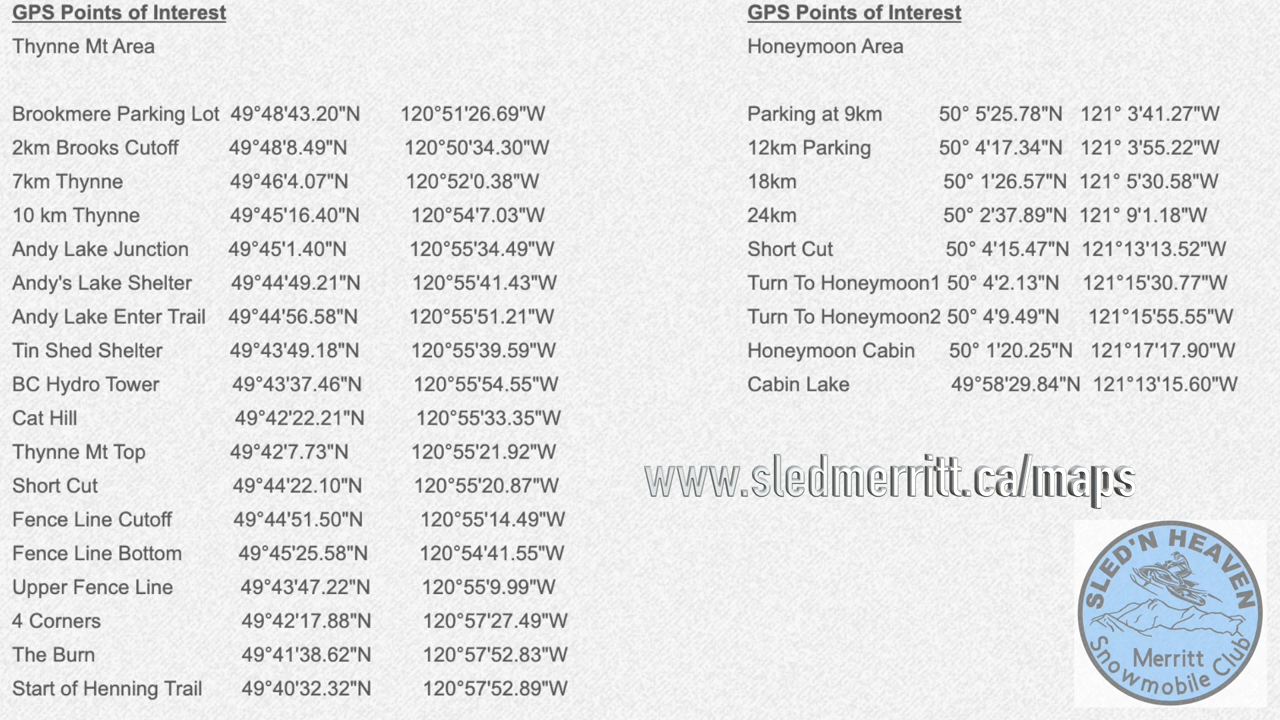 GPS Points of Interest
Thynne Mt Area
Brookmere Parking Lot 49°48'43.20"N 120°51'26.69"W
2km Brooks Cutoff 49°48'8.49"N 120°50'34.30"W
7km Thynne 49°46'4.07"N 120°52'0.38"W
10 km Thynne 49°45'16.40"N 120°54'7.03"W
Andy Lake Junction 49°45'1.40"N 120°55'34.49"W
Andy's Lake Shelter 49°44'49.21"N 120°55'41.43"W
Andy Lake Enter Trail 49°44'56.58"N 120°55'51.21"W
Tin Shed Shelter 49°43'49.18"N 120°55'39.59"W
BC Hydro Tower 49°43'37.46"N 120°55'54.55"W
Cat Hill 49°42'22.21"N 120°55'33.35"W
Thynne Mt Top 49°42'7.73"N 120°55'21.92"W
Short Cut 49°44'22.10"N 120°55'20.87"W
Fence Line Cutoff 49°44'51.50"N 120°55'14.49"W
Fence Line Bottom 49°45'25.58"N 120°54'41.55"W
Upper Fence Line 49°43'47.22"N 120°55'9.99"W
4 Corners 49°42'17.88"N 120°57'27.49"W
The Burn 49°41'38.62"N 120°57'52.83"W
Start of Henning Trail 49°40'32.32"N 120°57'52.89"W
GPS Points of Interest
Honeymoon Area
Parking at 9km 50° 5'25.78"N 121° 3'41.27"W
12km Parking 50° 4'17.34"N 121° 3'55.22"W
18km 50° 1'26.57"N 121° 5'30.58"W
24km 50° 2'37.89"N 121° 9'1.18"W
Short Cut 50° 4'15.47"N 121°13'13.52"W
Turn To Honeymoon1 50° 4'2.13"N 121°15'30.77"W
Turn To Honeymoon2 50° 4'9.49"N 121°15'55.55"W
Honeymoon Cabin 50° 1'20.25"N 121°17'17.90"W
Cabin Lake 49°58'29.84"N 121°13'15.60"W
www.sledmerritt.ca/maps
SLED'N HEAVEN
Merritt
Snowmobile Club